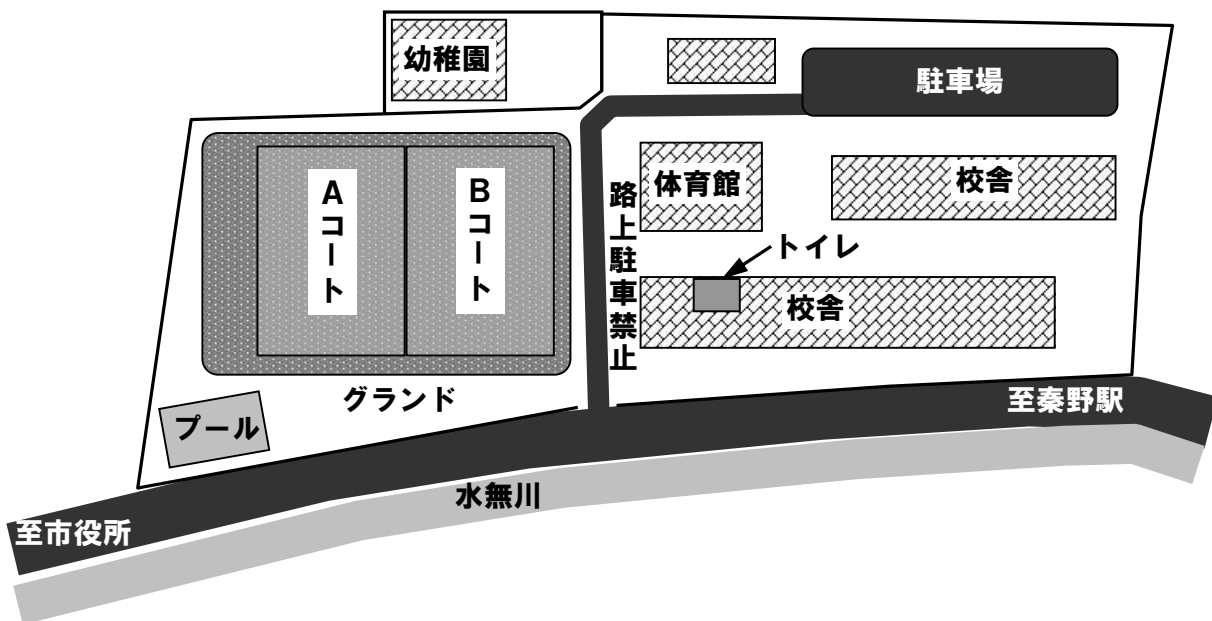 幼稚園
駐車場
Aコート
Bコート
路上駐車禁止
体育館
校舎
トイレ
校舎
グランド
プール
至秦野駅
水無川
至市役所